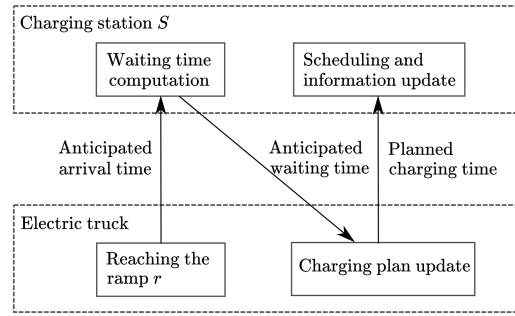 Charging station S
Waiting time
computation
Scheduling and
information update
Anticipated
arrival time
Anticipated
waiting time
Planned
charging time
Electric truck
Reaching the
ramp r
Charging plan update